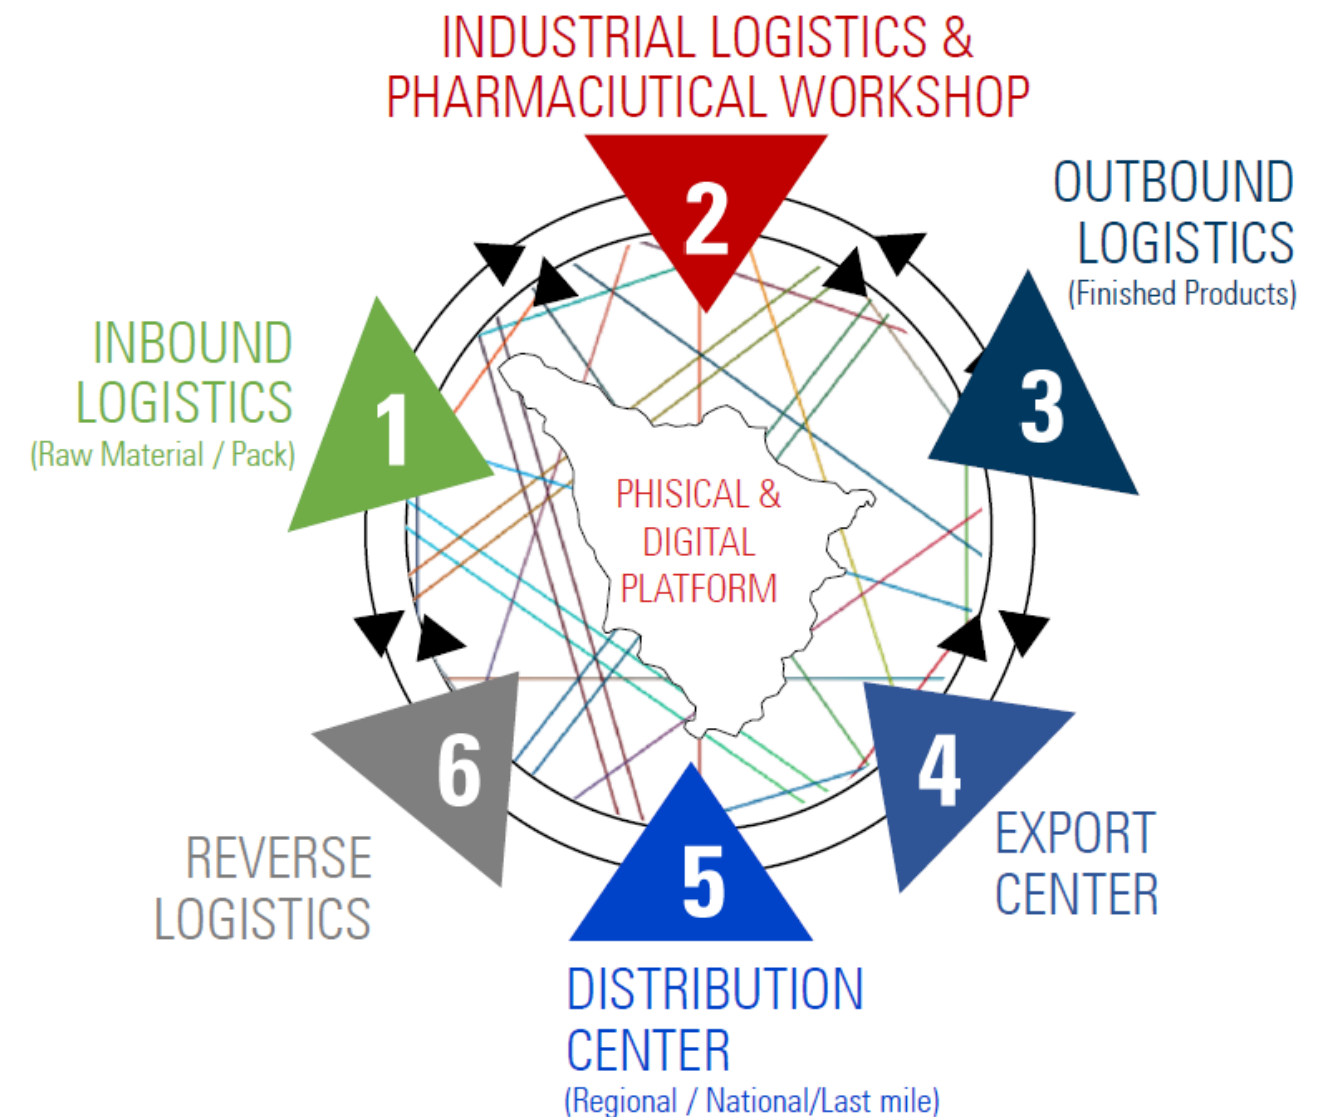 INDUSTRIAL LOGISTICS &
PHARMACIUTICAL WORKSHOP
2
OUTBOUND
LOGISTICS
(Finished Products)
3
INBOUND
LOGISTICS
(Raw Material / Pack)
1
PHISICAL &
DIGITAL
PLATFORM
6
REVERSE
LOGISTICS
4
EXPORT
CENTER
5
DISTRIBUTION
CENTER
(Regional / National/Last mile)